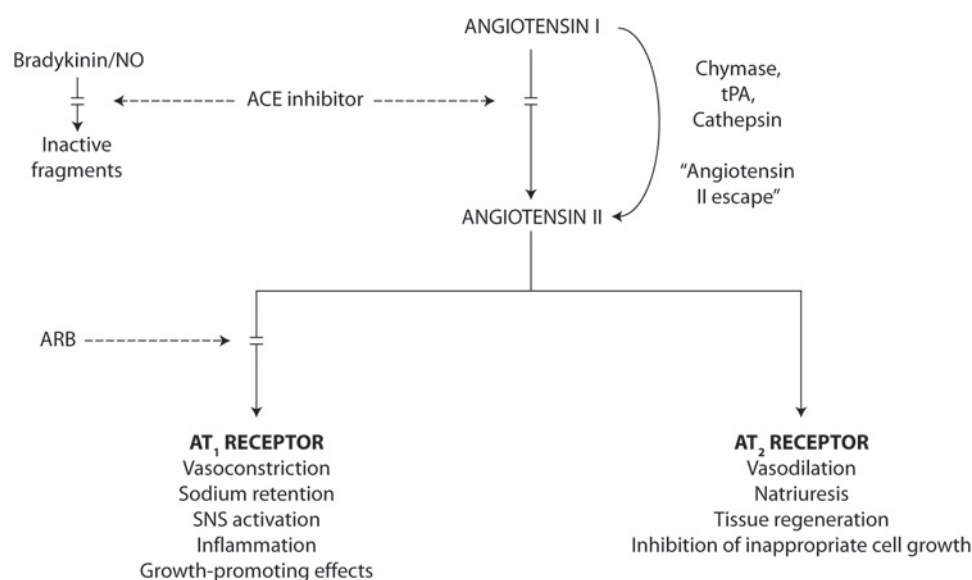 ANGIOTENSIN I
Bradykinin/NO
Chymase,
tPA,
Cathepsin
ACE inhibitor
Inactive
fragments
“Angiotensin
II escape”
ANGIOTENSIN II
ARB
AT₁ RECEPTOR
Vasoconstriction
Sodium retention
SNS activation
Inflammation
Growth-promoting effects
AT₂ RECEPTOR
Vasodilation
Natriuresis
Tissue regeneration
Inhibition of inappropriate cell growth